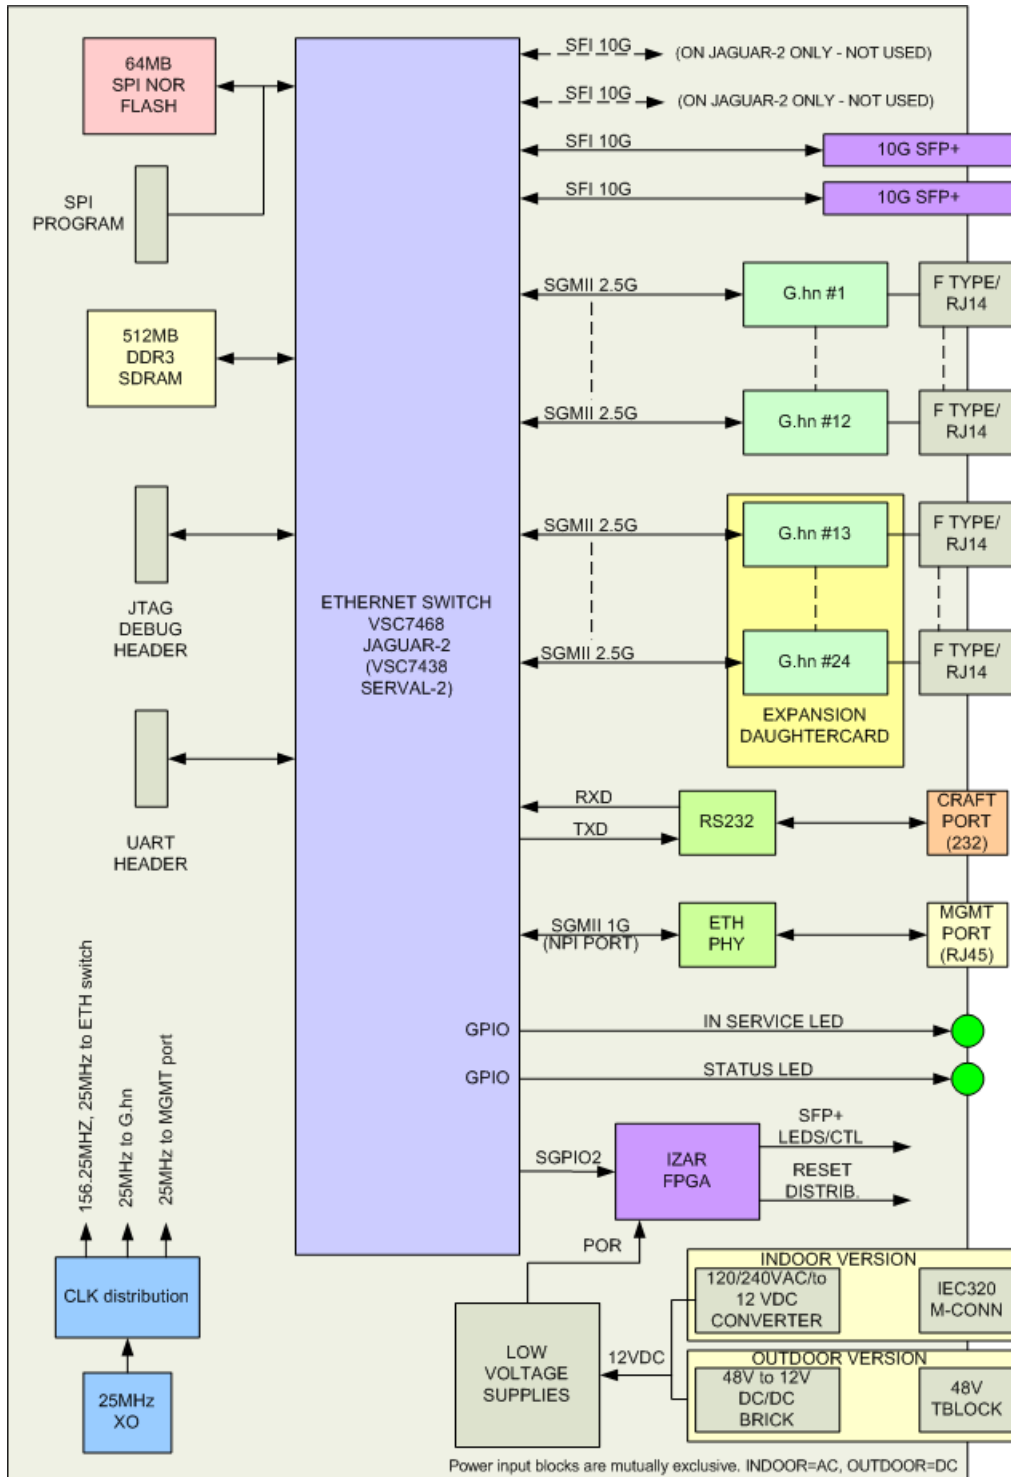 64MB
SPI NOR
FLASH
SPI
PROGRAM
512MB
DDR3
SDRAM
JTAG
DEBUG
HEADER
UART
HEADER
ETHERNET SWITCH
VSC7468
JAGUAR-2
(VSC7438
SERVAL-2)
SFI 10G
(ON JAGUAR-2 ONLY - NOT USED)
SFI 10G
(ON JAGUAR-2 ONLY - NOT USED)
SFI 10G
10G SFP+
SFI 10G
10G SFP+
SGMII 2.5G
G.hn #1
F TYPE/
RJ14
SGMII 2.5G
G.hn #12
F TYPE/
RJ14
SGMII 2.5G
G.hn #13
F TYPE/
RJ14
SGMII 2.5G
G.hn #24
F TYPE/
RJ14
EXPANSION
DAUGHTERCARD
RXD
TXD
RS232
CRAFT
PORT
(232)
SGMII 1G
(NPI PORT)
ETH
PHY
MGMT
PORT
(RJ45)
GPIO
IN SERVICE LED
GPIO
STATUS LED
SGPIO2
IZAR
FPGA
SFP+
LEDS/CTL
RESET
DISTRIB.
POR
156.25MHZ, 25MHz to ETH switch
25MHz to G.hn
25MHz to MGMT port
CLK distribution
25MHz
XO
LOW
VOLTAGE
SUPPLIES
12VDC
INDOOR VERSION
120/240VAC/to
12 VDC
CONVERTER
IEC320
M-CONN
OUTDOOR VERSION
48V to 12V
DC/DC
BRICK
48V
TBLOCK
Power input blocks are mutually exclusive. INDOOR=AC, OUTDOOR=DC